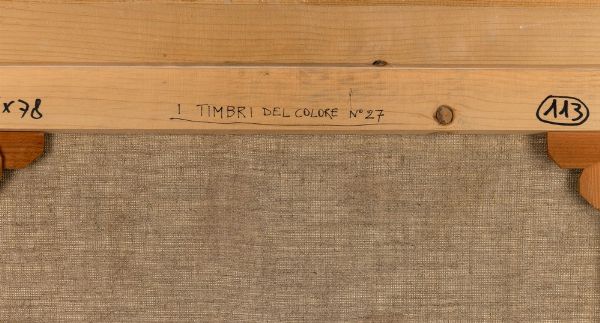 x78
I TIMBRI DEL COLORE N° 27
113